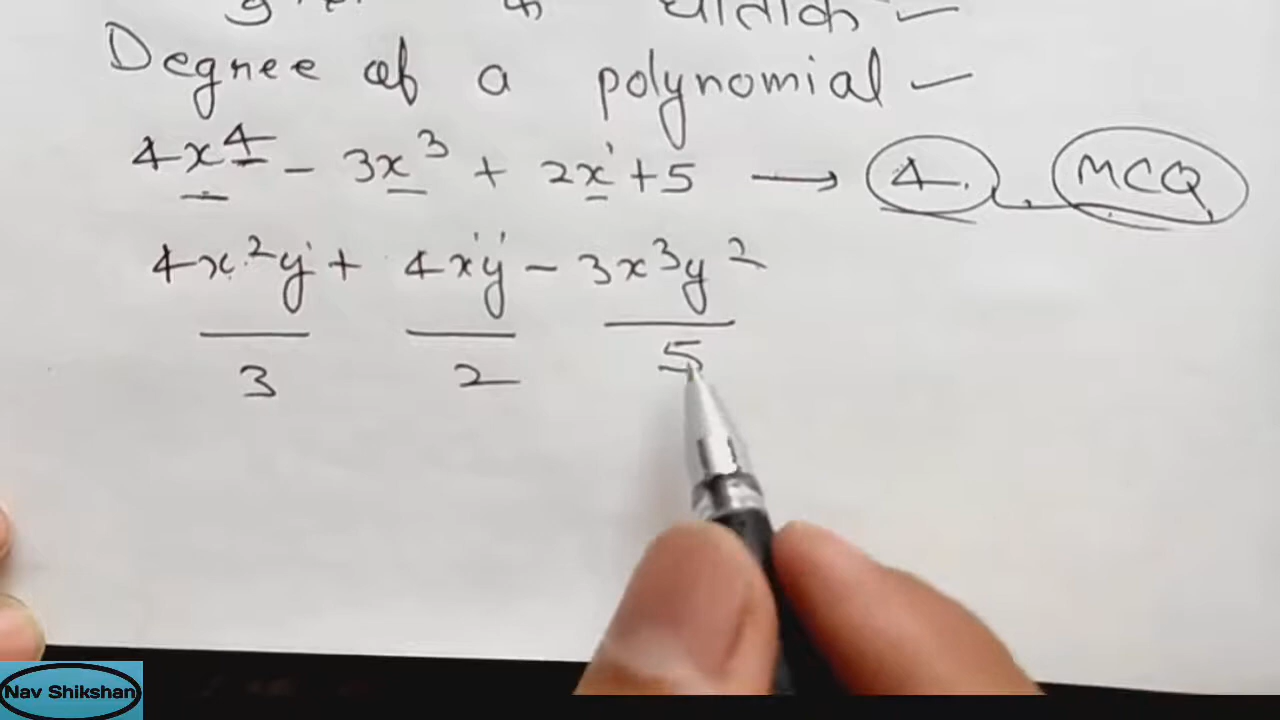 घातांक –
Degree of a polynomial –
4x⁴ - 3x³ + 2x¹ + 5 → 4. MCQ
4x²y¹ + 4x¹y¹ - 3x³y²
3 2 5
Nav Shikshan